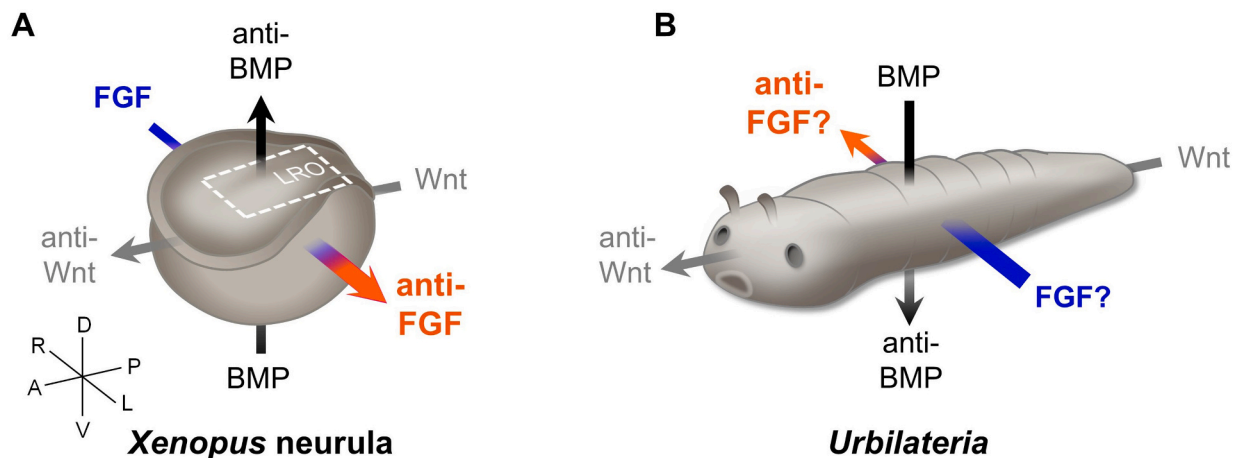 A
anti-
BMP
FGF
LRO
Wnt
anti-
Wnt
anti-
FGF
BMP
D
R
P
A
L
V
Xenopus neurula
B
BMP
anti-
FGF?
Wnt
anti-
Wnt
FGF?
anti-
BMP
Urbilateria